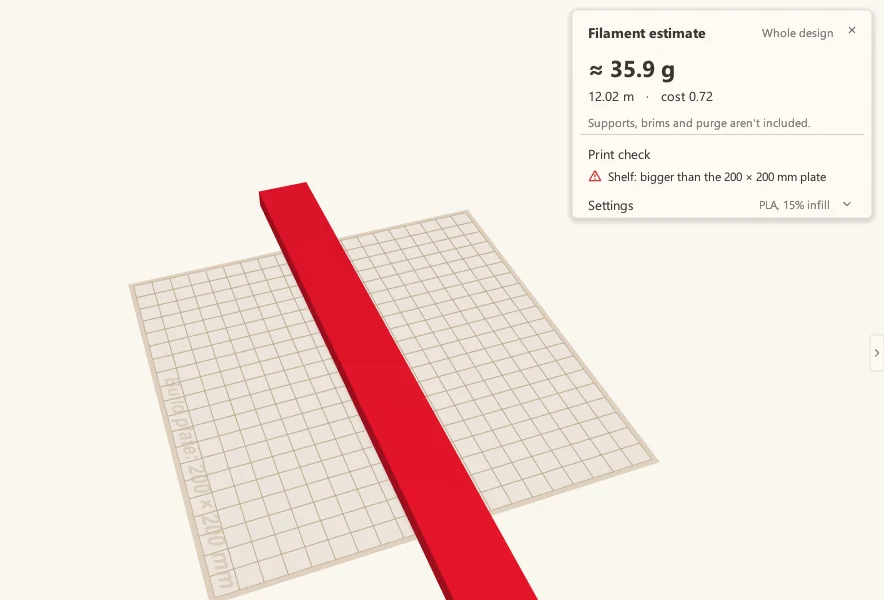 Filament estimate
Whole design
×
≈ 35.9 g
12.02 m · cost 0.72
Supports, brims and purge aren't included.
Print check
Shelf: bigger than the 200 × 200 mm plate
Settings
PLA, 15% infill
Build plate: 200 × 200 mm